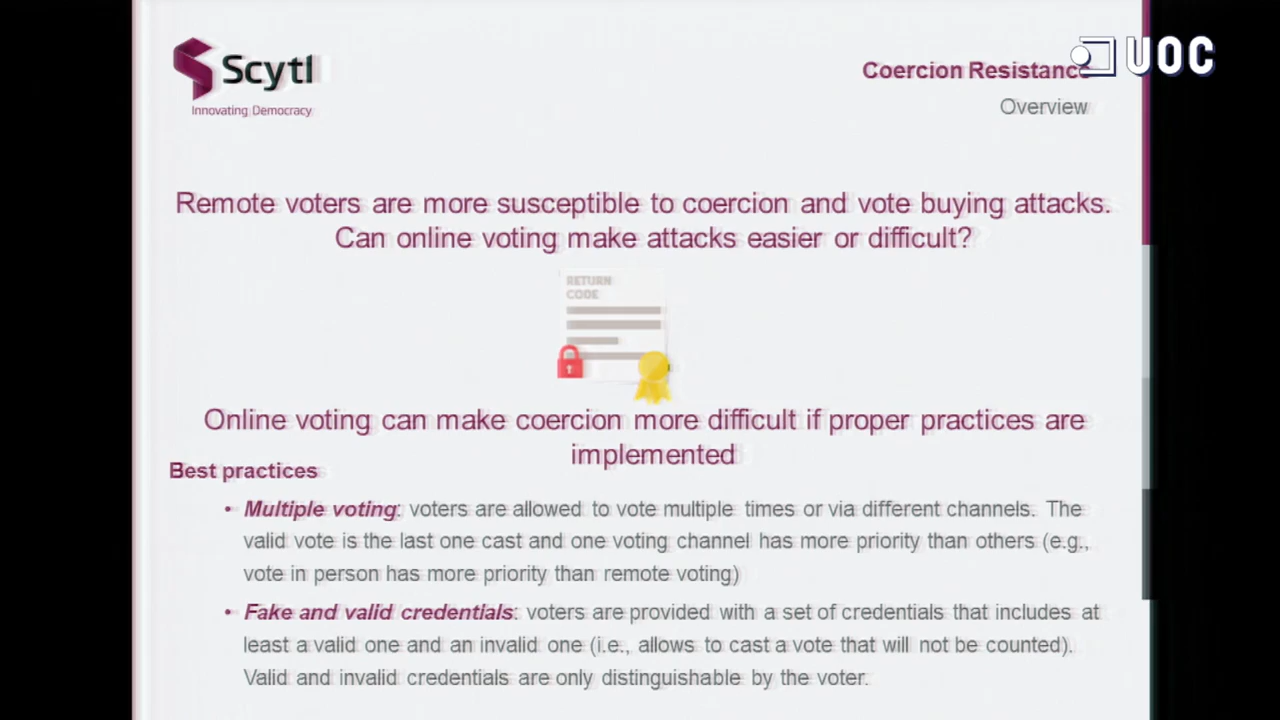 Scytl
Innovating Democracy
Coercion Resistance
UOC
Overview
Remote voters are more susceptible to coercion and vote buying attacks.
Can online voting make attacks easier or difficult?
RETURN
CODE
Online voting can make coercion more difficult if proper practices are
implemented
Best practices
• Multiple voting: voters are allowed to vote multiple times or via different channels. The
valid vote is the last one cast and one voting channel has more priority than others (e.g.,
vote in person has more priority than remote voting)
• Fake and valid credentials: voters are provided with a set of credentials that includes at
least a valid one and an invalid one (i.e., allows to cast a vote that will not be counted).
Valid and invalid credentials are only distinguishable by the voter.